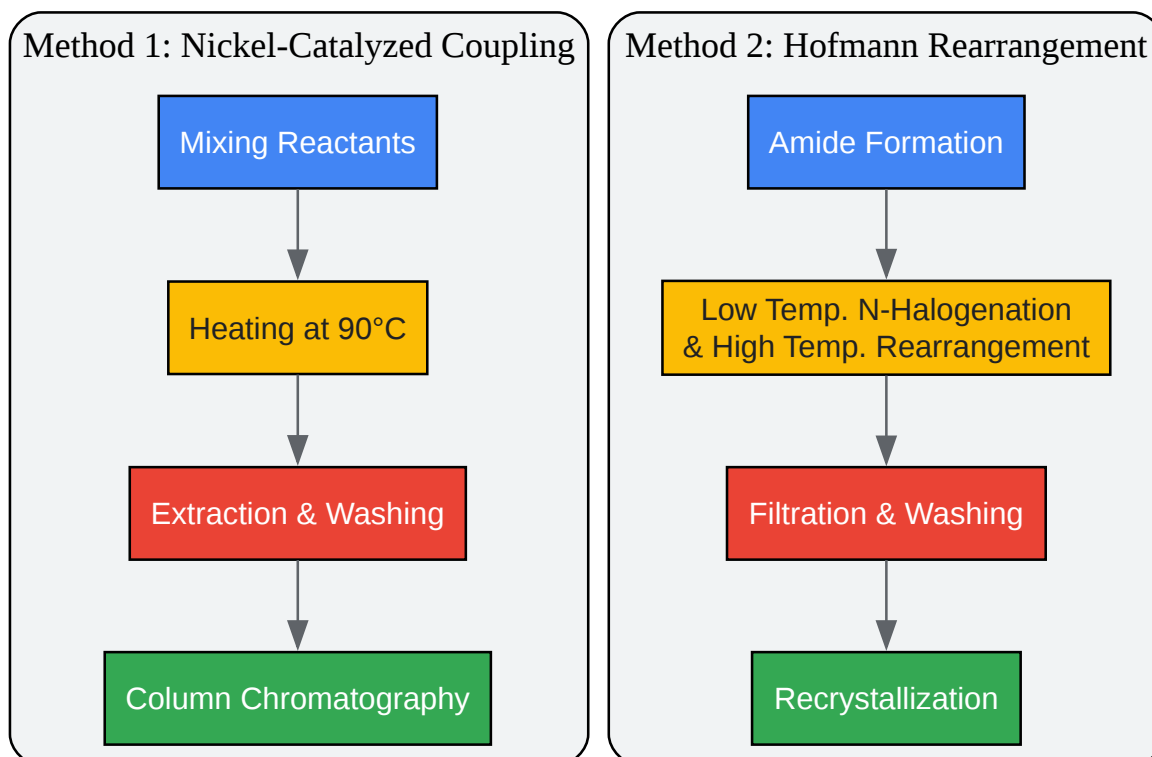 Method 1: Nickel-Catalyzed Coupling
Mixing Reactants
Heating at 90°C
Extraction & Washing
Column Chromatography
Method 2: Hofmann Rearrangement
Amide Formation
Low Temp. N-Halogenation
& High Temp. Rearrangement
Filtration & Washing
Recrystallization